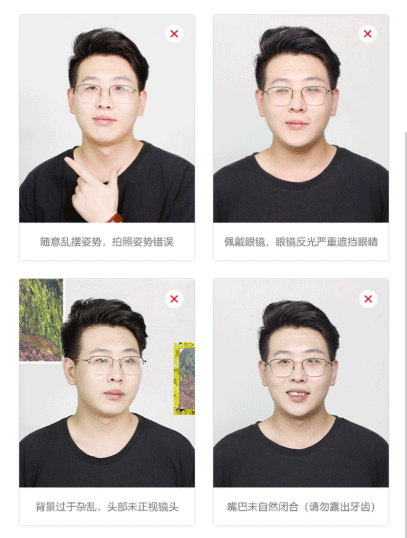 随意乱摆姿势，拍照姿势错误
佩戴眼镜，眼镜反光严重遮挡眼睛
背景过于杂乱，头部未正视镜头
嘴巴未自然闭合（请勿露出牙齿）